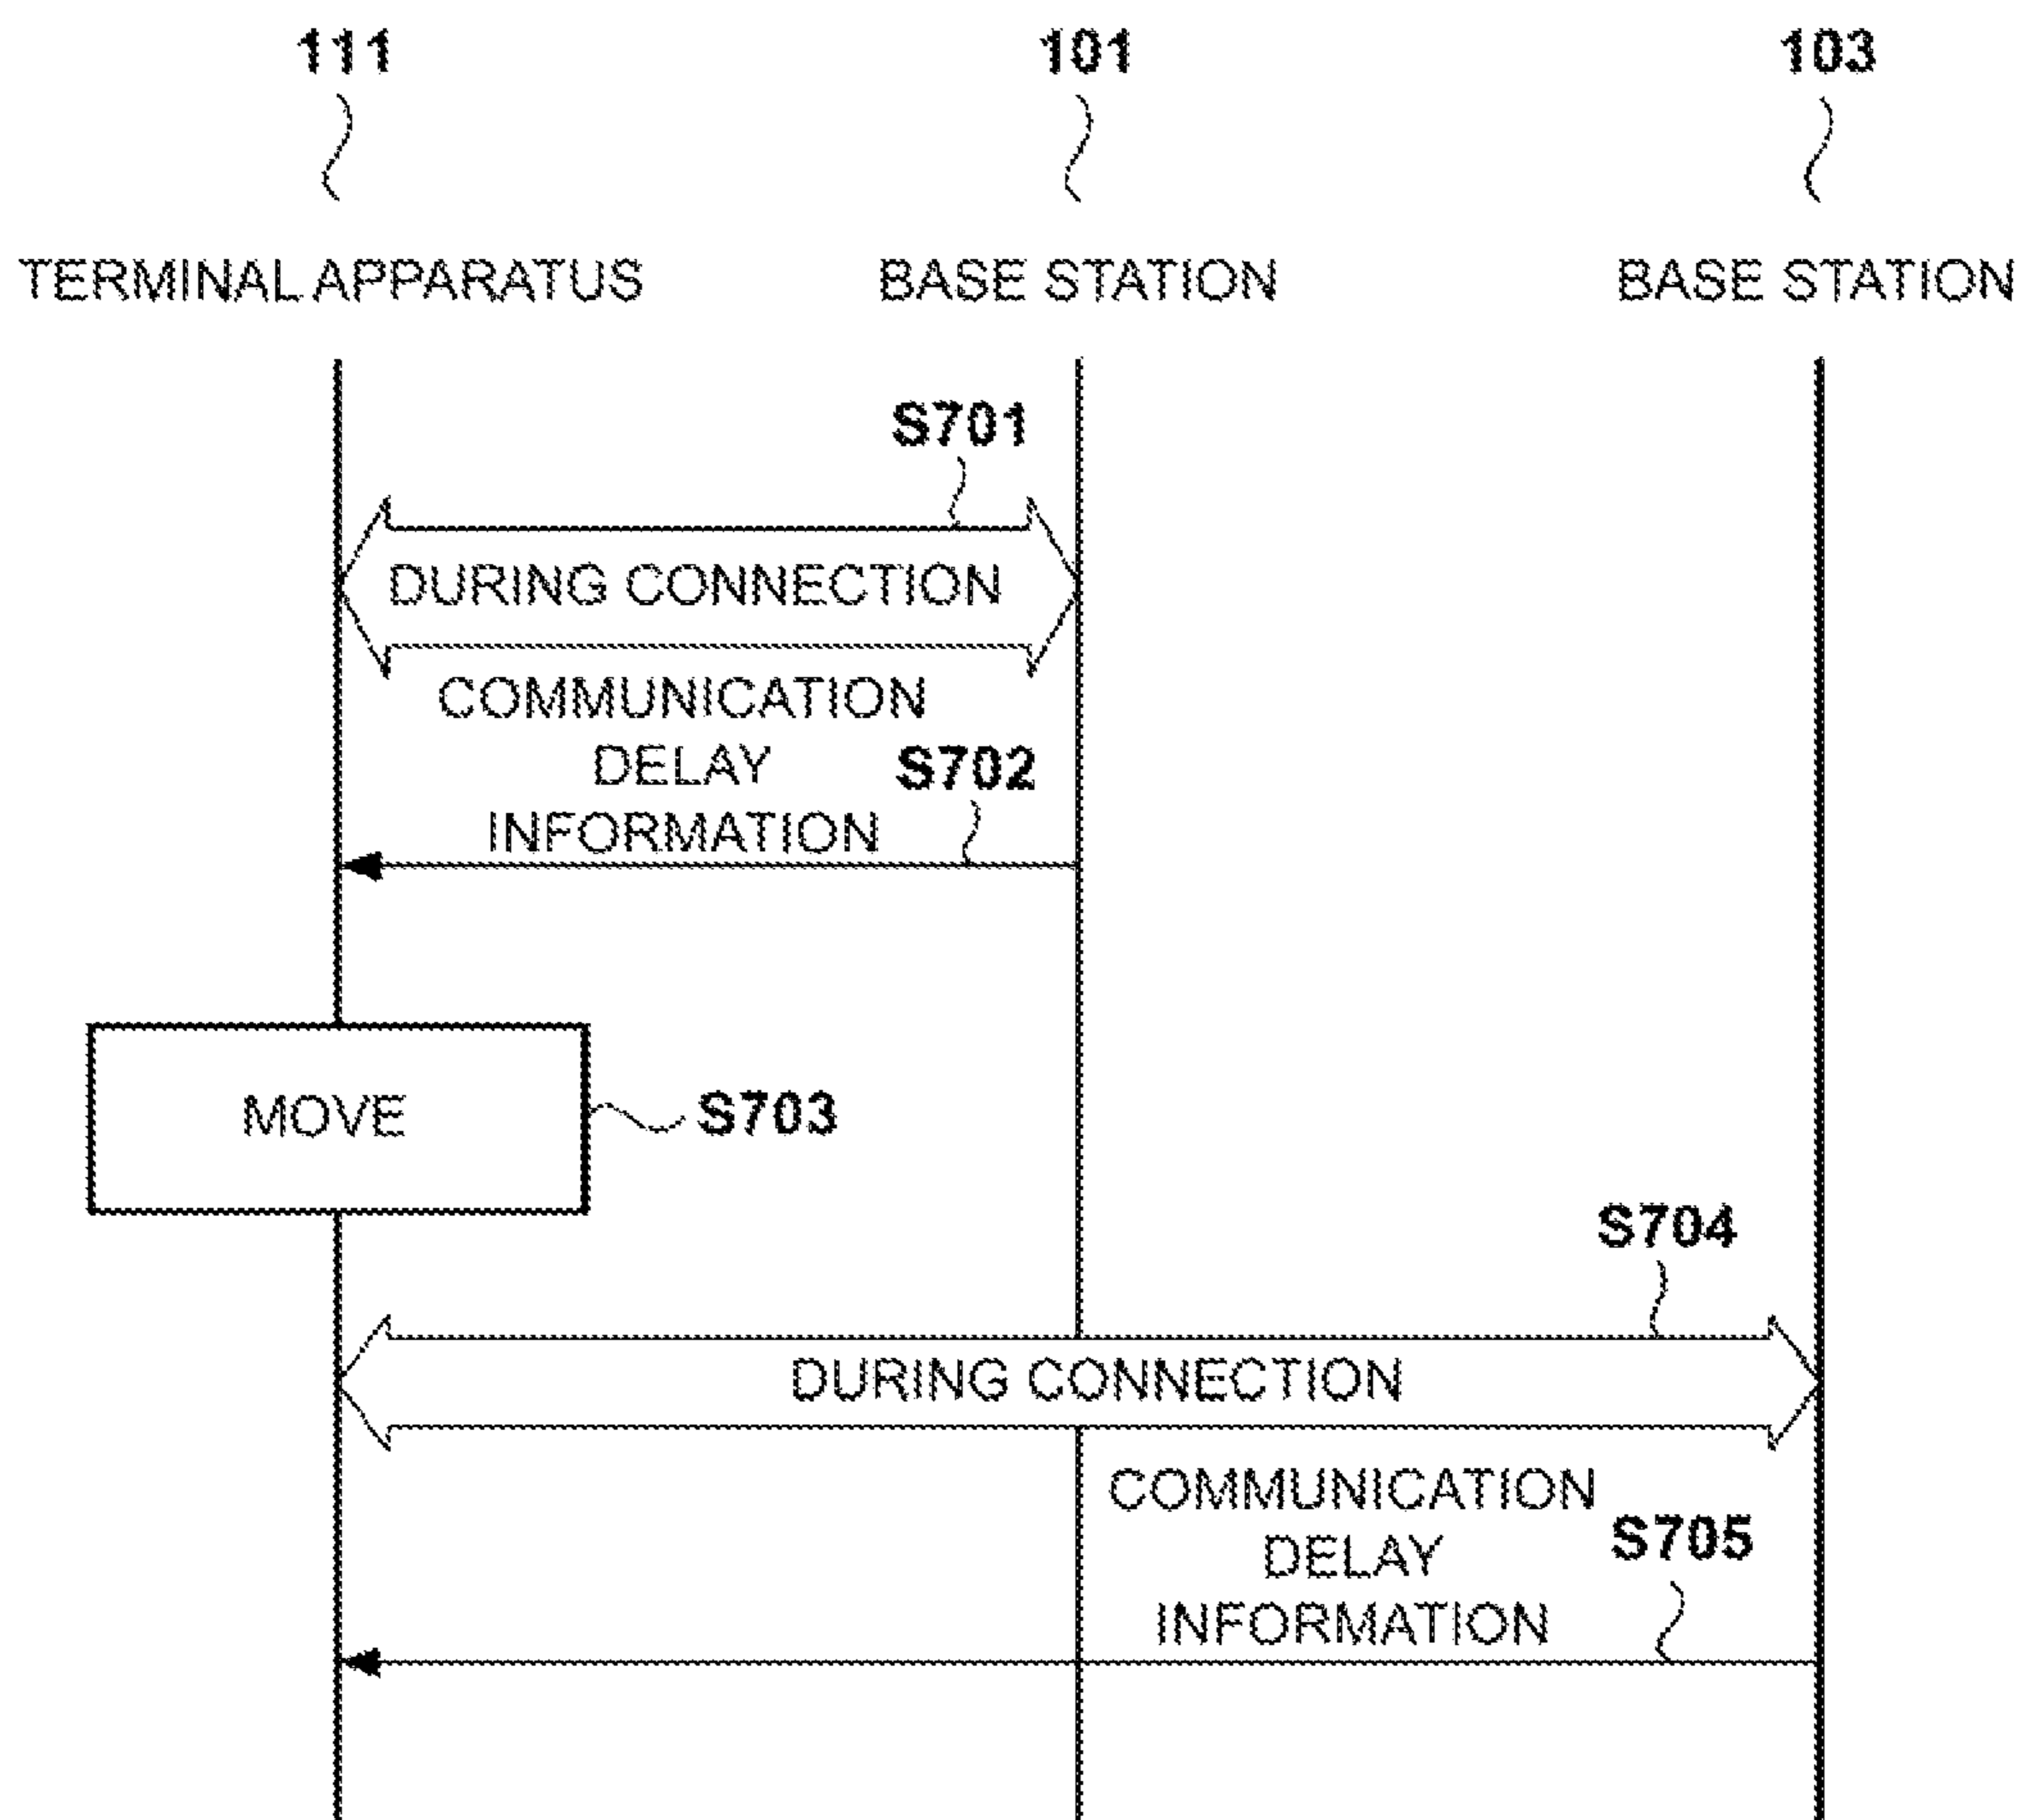 111
101
103
TERMINAL APPARATUS
BASE STATION
BASE STATION
S701
DURING CONNECTION
COMMUNICATION
DELAY
S702
INFORMATION
MOVE
S703
S704
DURING CONNECTION
COMMUNICATION
DELAY
S705
INFORMATION